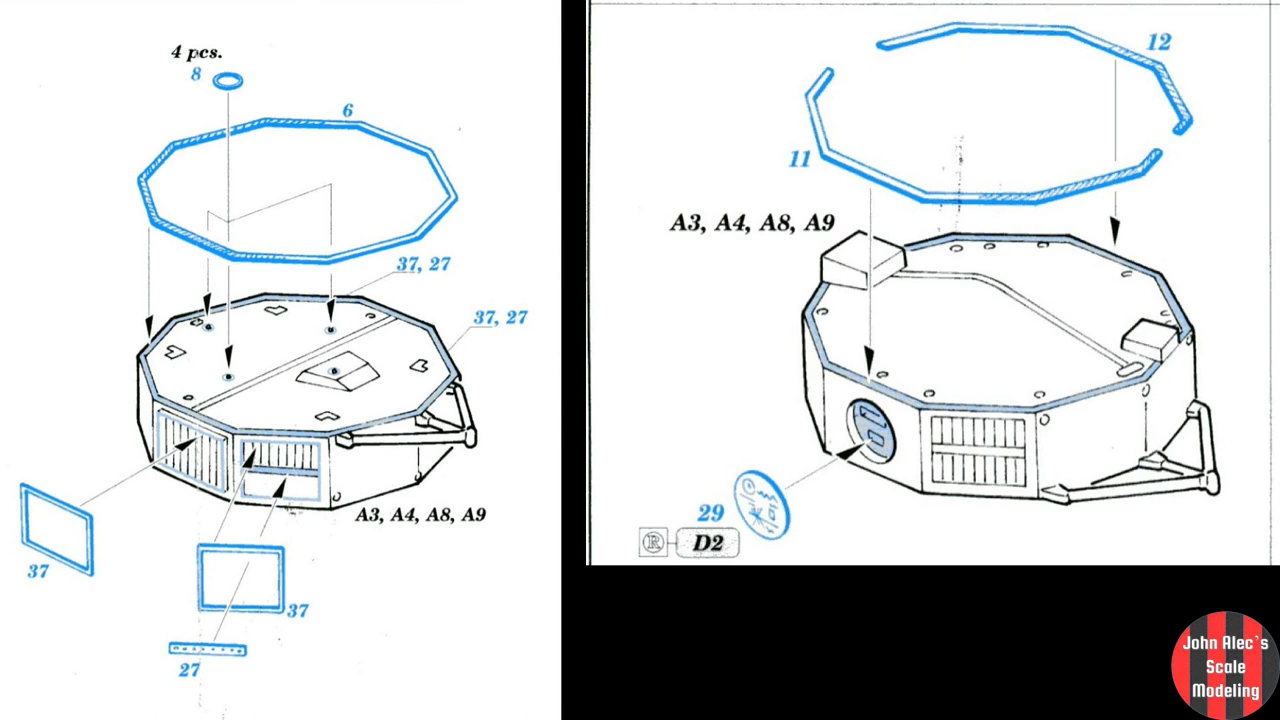 4 pcs.
8
6
37, 27
37, 27
A3, A4, A8, A9
37
37
27
12
11
A3, A4, A8, A9
29
R
D2
John Alec`s
Scale
Modeling